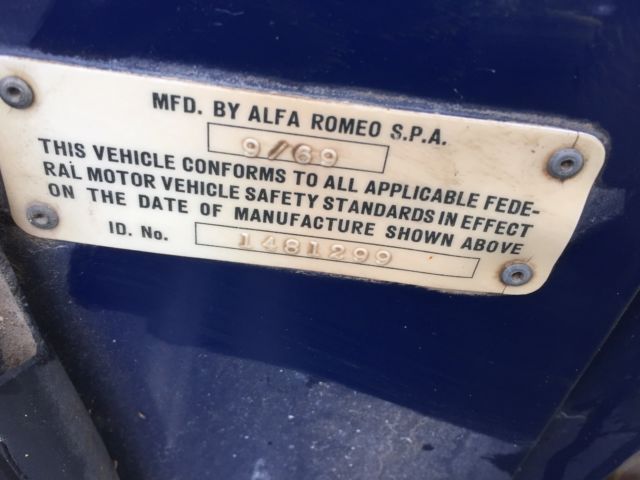 MFD. BY ALFA ROMEO S.P.A.
9/69
THIS VEHICLE CONFORMS TO ALL APPLICABLE FEDE-
RAL MOTOR VEHICLE SAFETY STANDARDS IN EFFECT
ON THE DATE OF MANUFACTURE SHOWN ABOVE
ID. No. 1481299